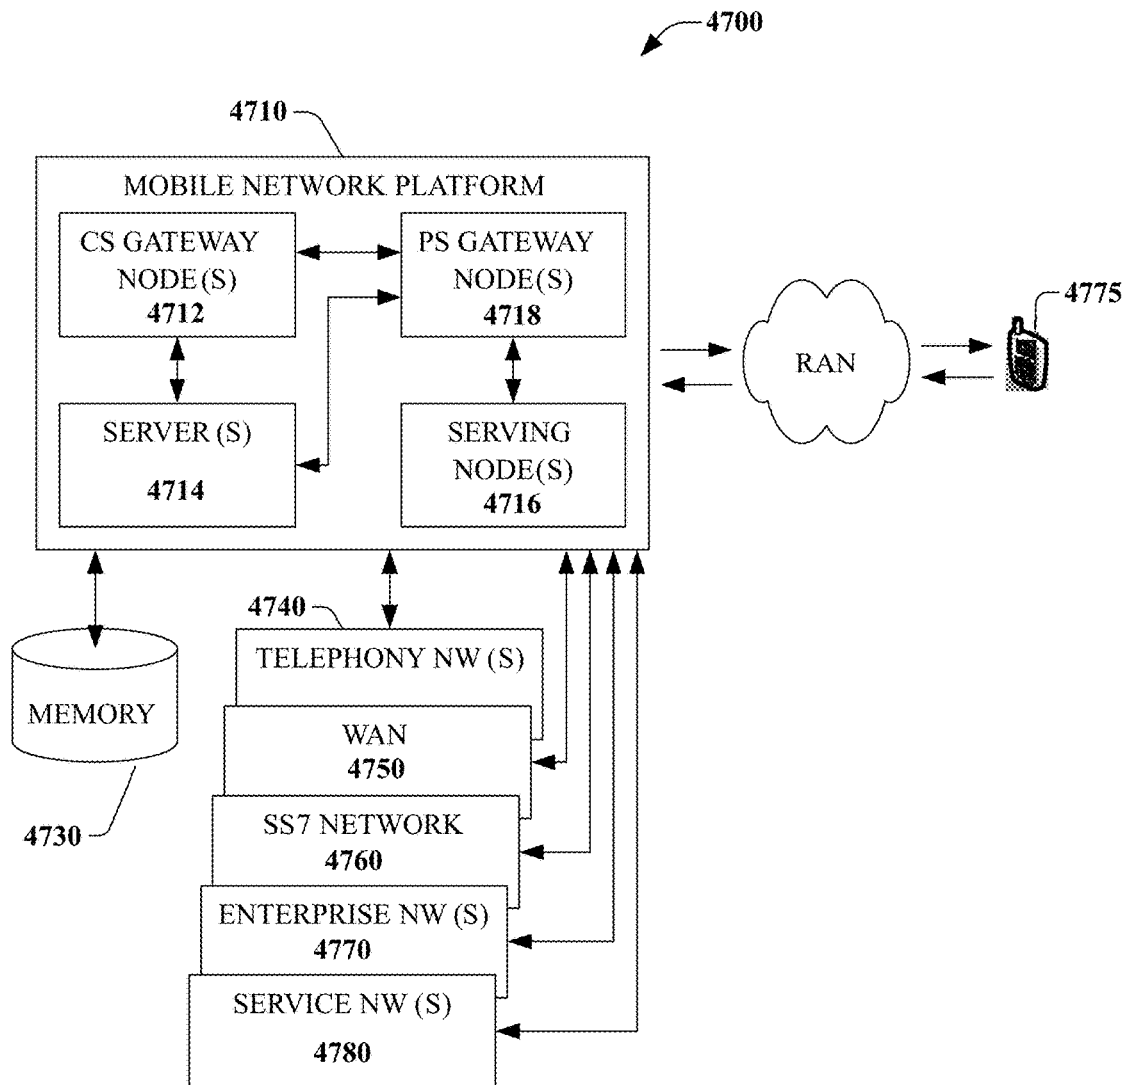 4700
4710
MOBILE NETWORK PLATFORM
CS GATEWAY
NODE(S)
4712
PS GATEWAY
NODE(S)
4718
SERVER(S)
4714
SERVING
NODE(S)
4716
RAN
4775
MEMORY
4730
4740
TELEPHONY NW(S)
WAN
4750
SS7 NETWORK
4760
ENTERPRISE NW(S)
4770
SERVICE NW(S)
4780